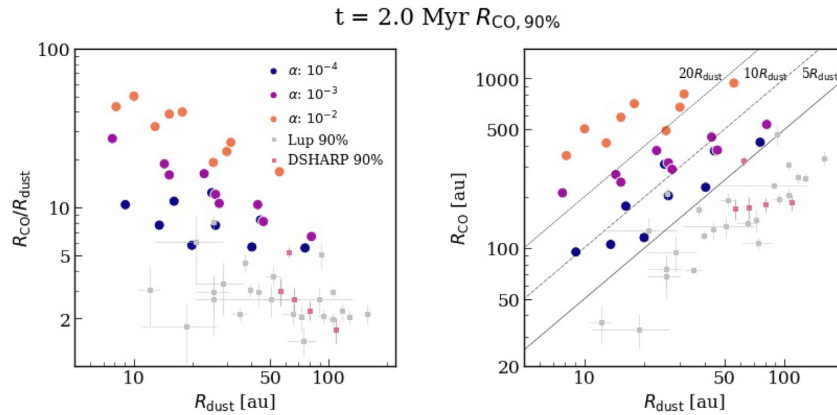 t = 2.0 Myr R_CO, 90%
100
50
10
5
2
R_CO/R_dust
α: 10^-4
α: 10^-3
α: 10^-2
Lup 90%
DSHARP 90%
10 50 100
R_dust [au]
1000
500
100
50
20
R_CO [au]
20R_dust 10R_dust 5R_dust
10 50 100
R_dust [au]